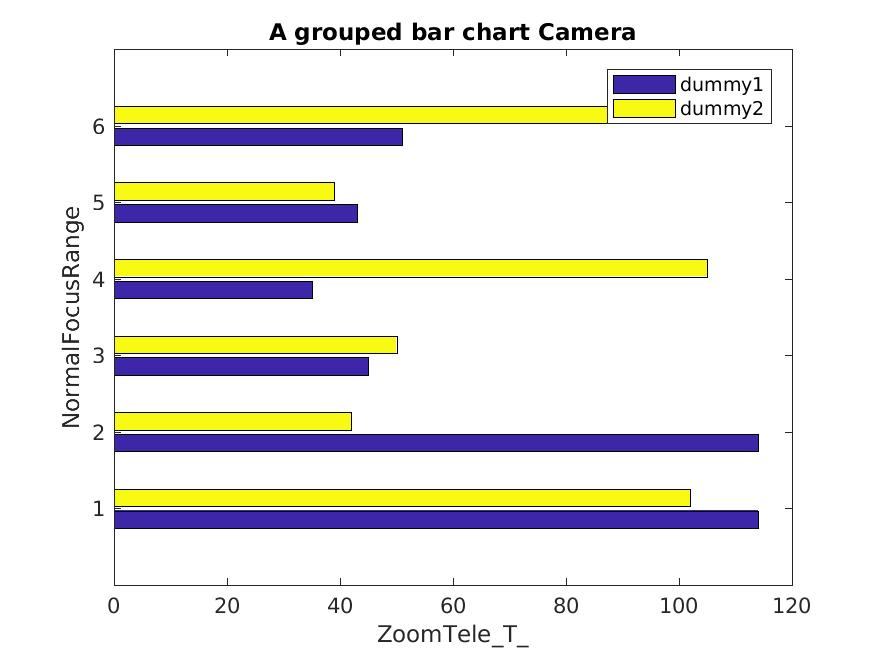 A grouped bar chart Camera
dummy1
dummy2
6
5
4
3
2
1
NormalFocusRange
0 20 40 60 80 100 120
ZoomTele_T_